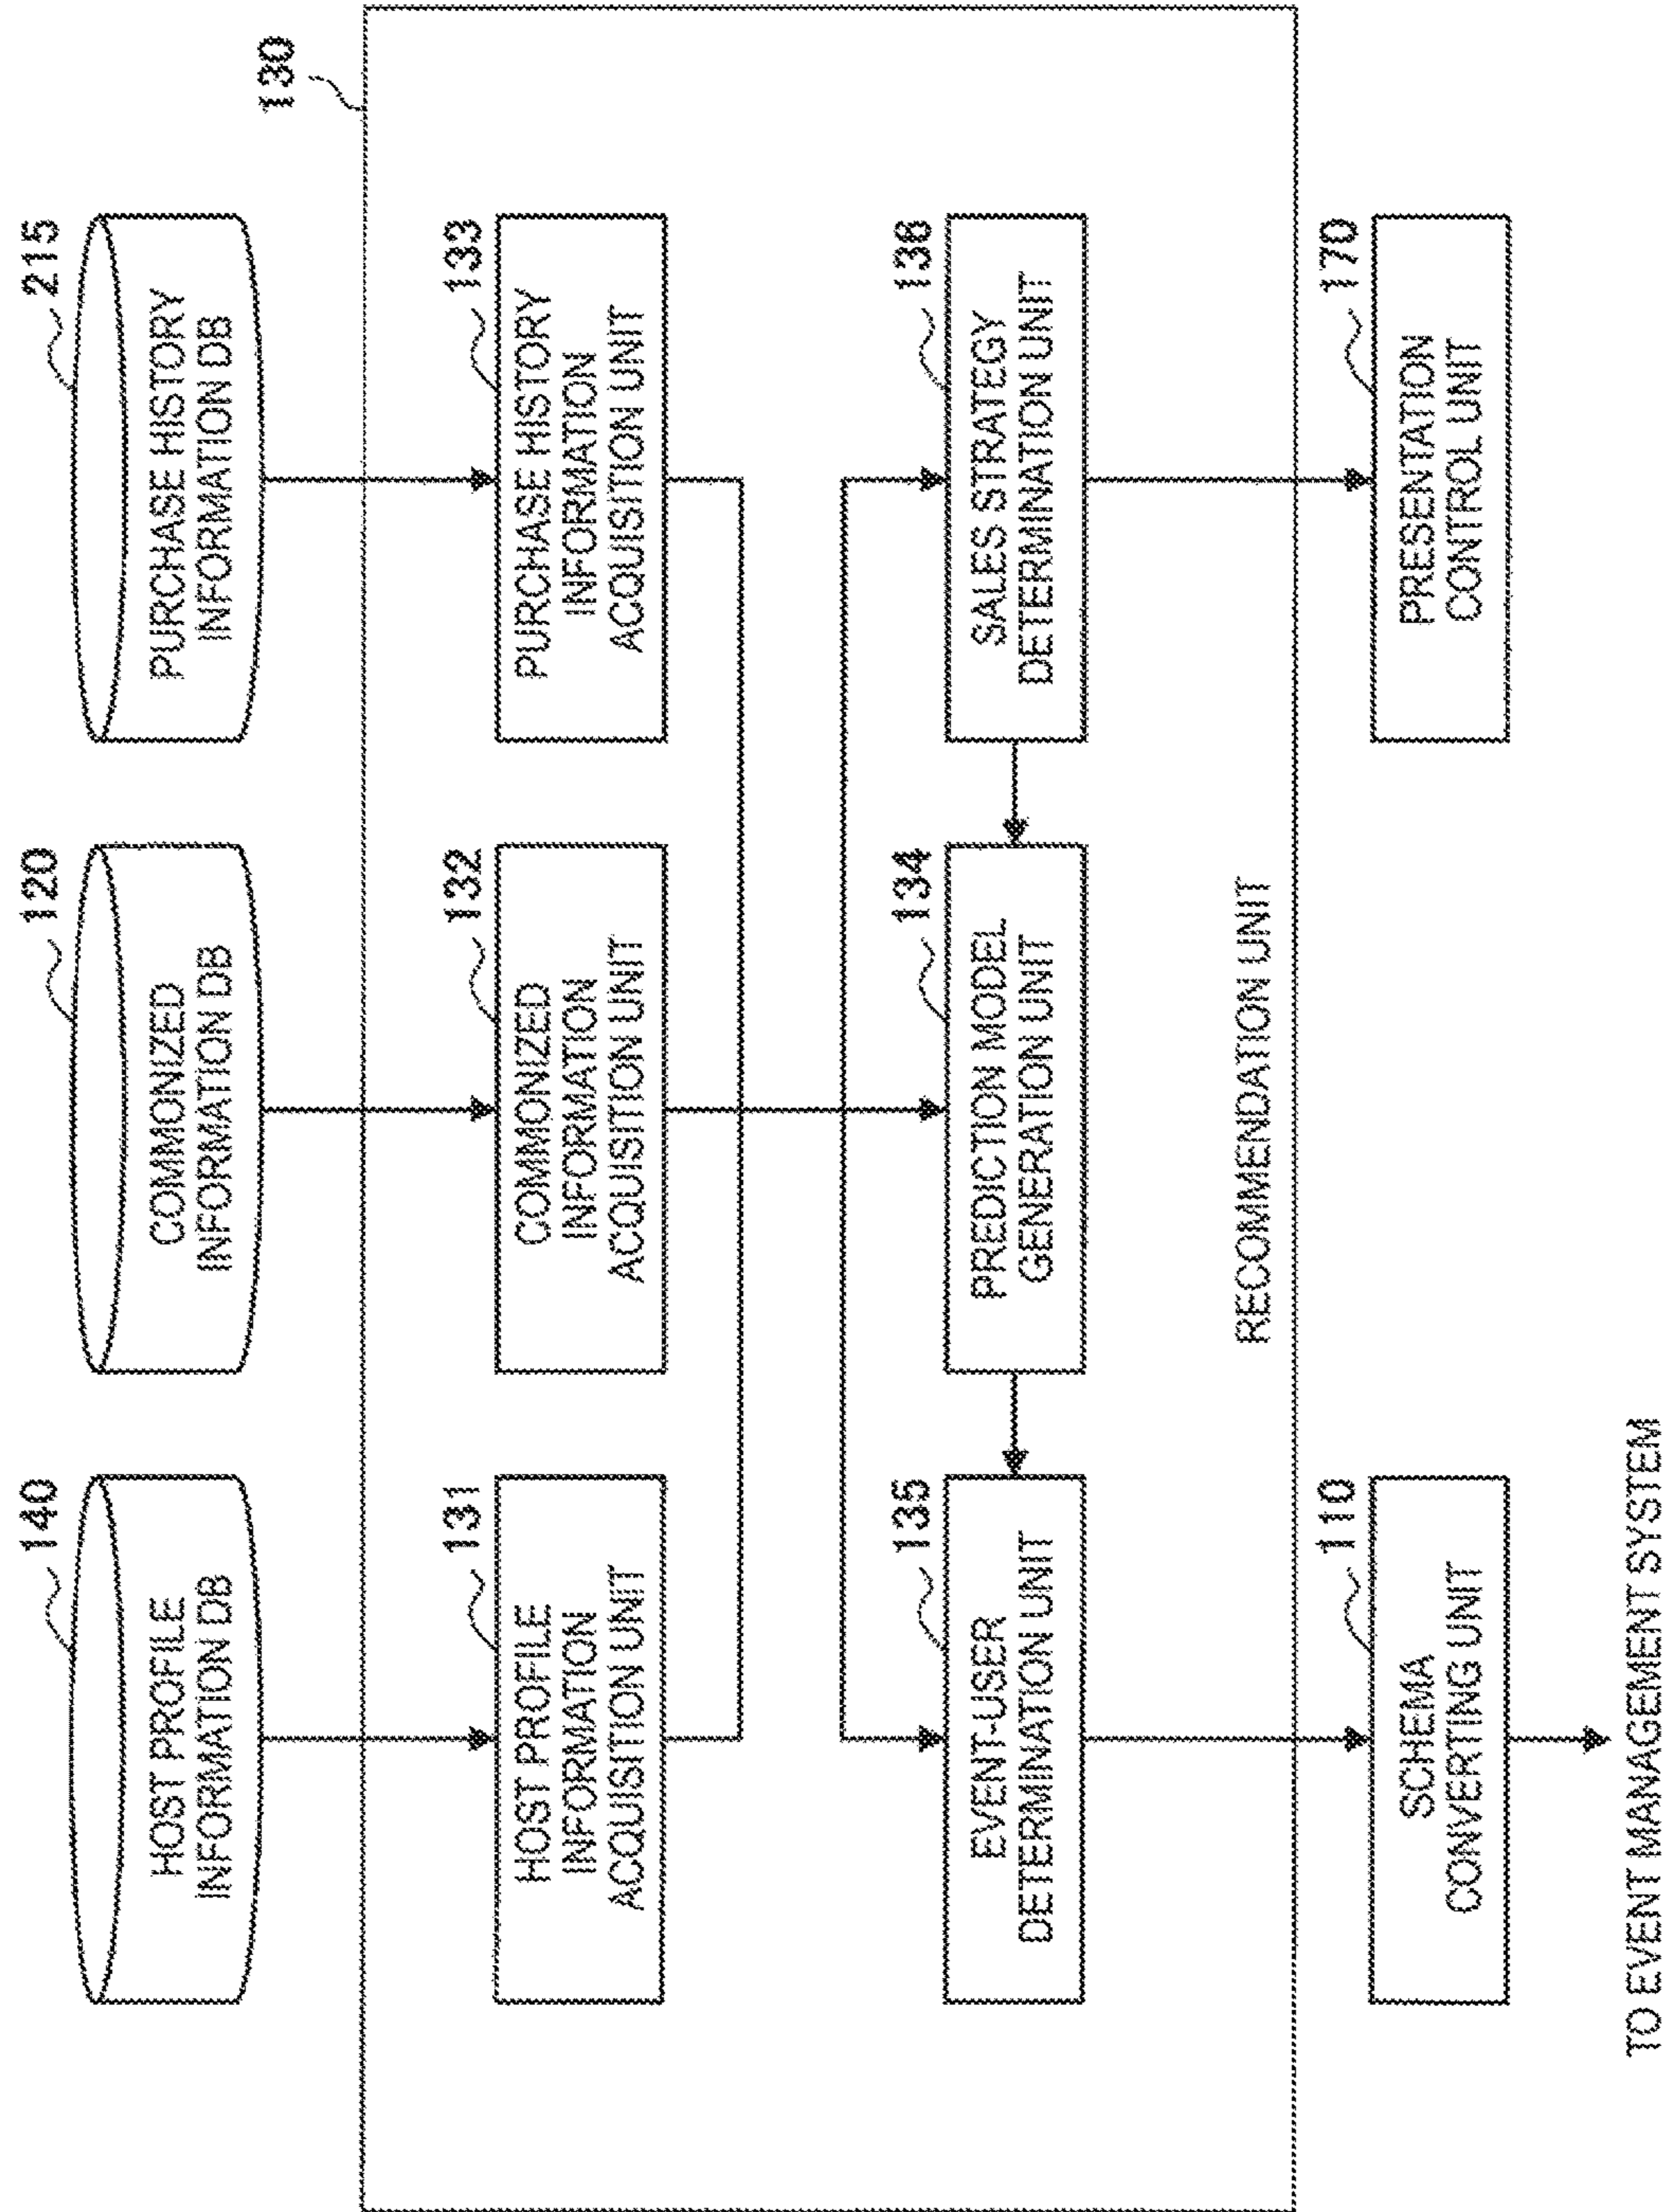 140
120
215
HOST PROFILE
INFORMATION DB
COMMONIZED
INFORMATION DB
PURCHASE HISTORY
INFORMATION DB
130
131
132
133
HOST PROFILE
INFORMATION
ACQUISITION UNIT
COMMONIZED
INFORMATION
ACQUISITION UNIT
PURCHASE HISTORY
INFORMATION
ACQUISITION UNIT
135
134
136
EVENT-USER
DETERMINATION UNIT
PREDICTION MODEL
GENERATION UNIT
SALES STRATEGY
DETERMINATION UNIT
RECOMMENDATION UNIT
110
170
SCHEMA
CONVERTING UNIT
PRESENTATION
CONTROL UNIT
TO EVENT MANAGEMENT SYSTEM